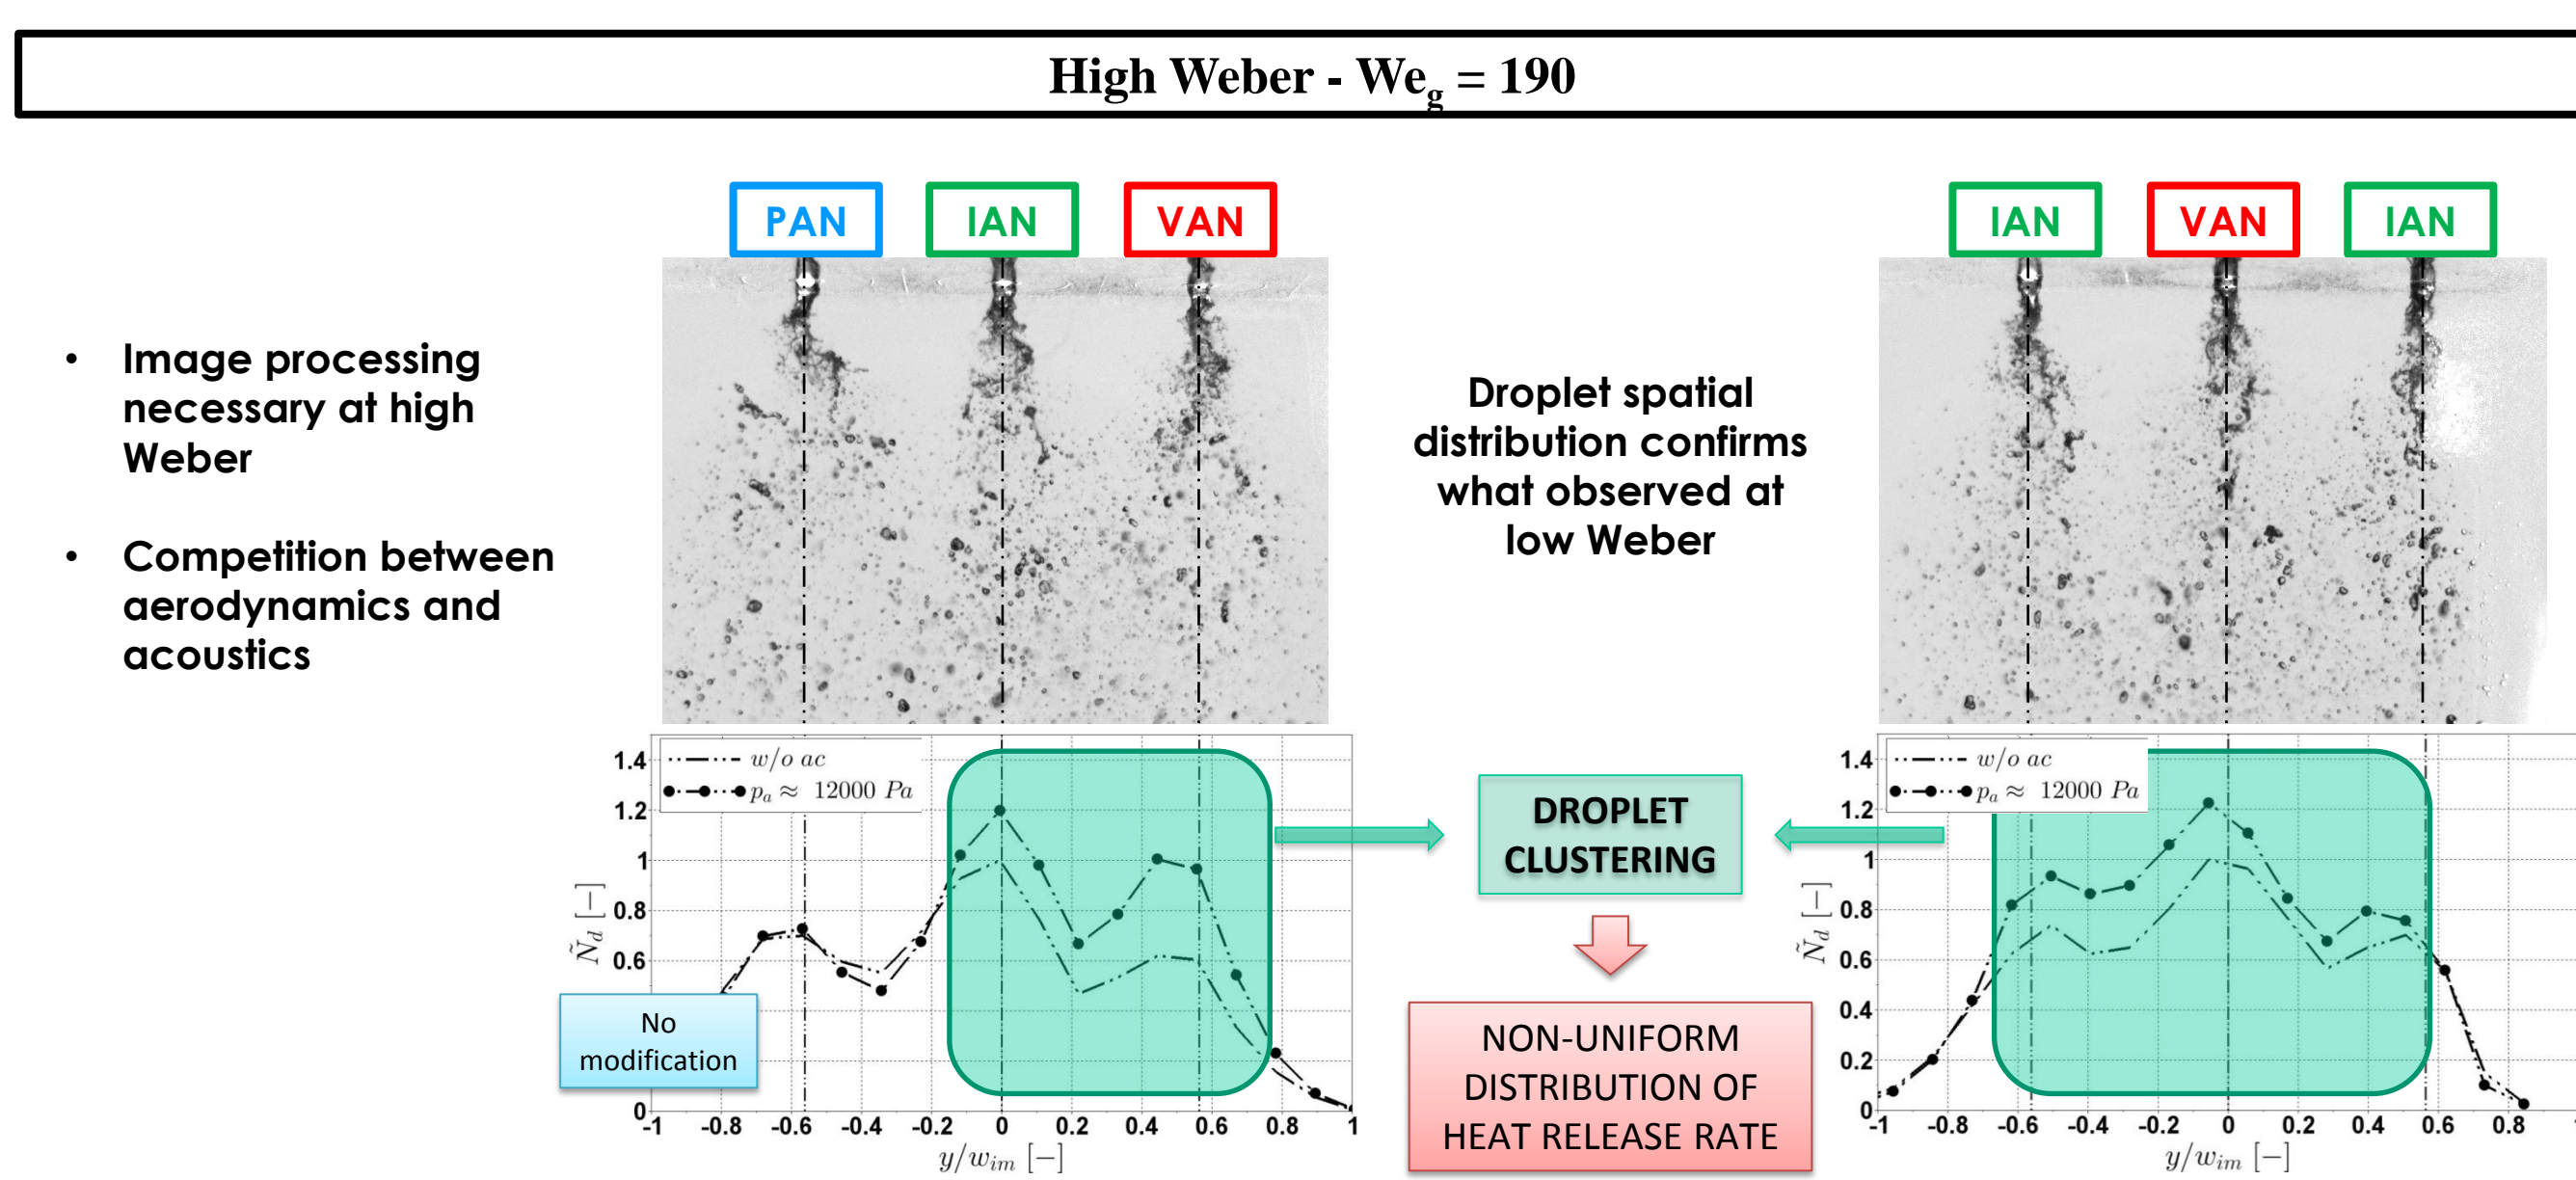 High Weber - We_g = 190
PAN
IAN
VAN
IAN
VAN
IAN
• Image processing
necessary at high
Weber
• Competition between
aerodynamics and
acoustics
Droplet spatial
distribution confirms
what observed at
low Weber
w/o ac
p_a ≈ 12000 Pa
1.4
1.2
1
0.8
0.6
0
Ñ_d [−]
-1 -0.8 -0.6 -0.4 -0.2 0 0.2 0.4 0.6 0.8 1
y/w_im [−]
No
modification
DROPLET
CLUSTERING
NON-UNIFORM
DISTRIBUTION OF
HEAT RELEASE RATE
w/o ac
p_a ≈ 12000 Pa
1.4
1.2
1
0.8
0.6
0.4
0.2
0
Ñ_d [−]
-1 -0.8 -0.6 -0.4 -0.2 0 0.2 0.4 0.6 0.8
y/w_im [−]